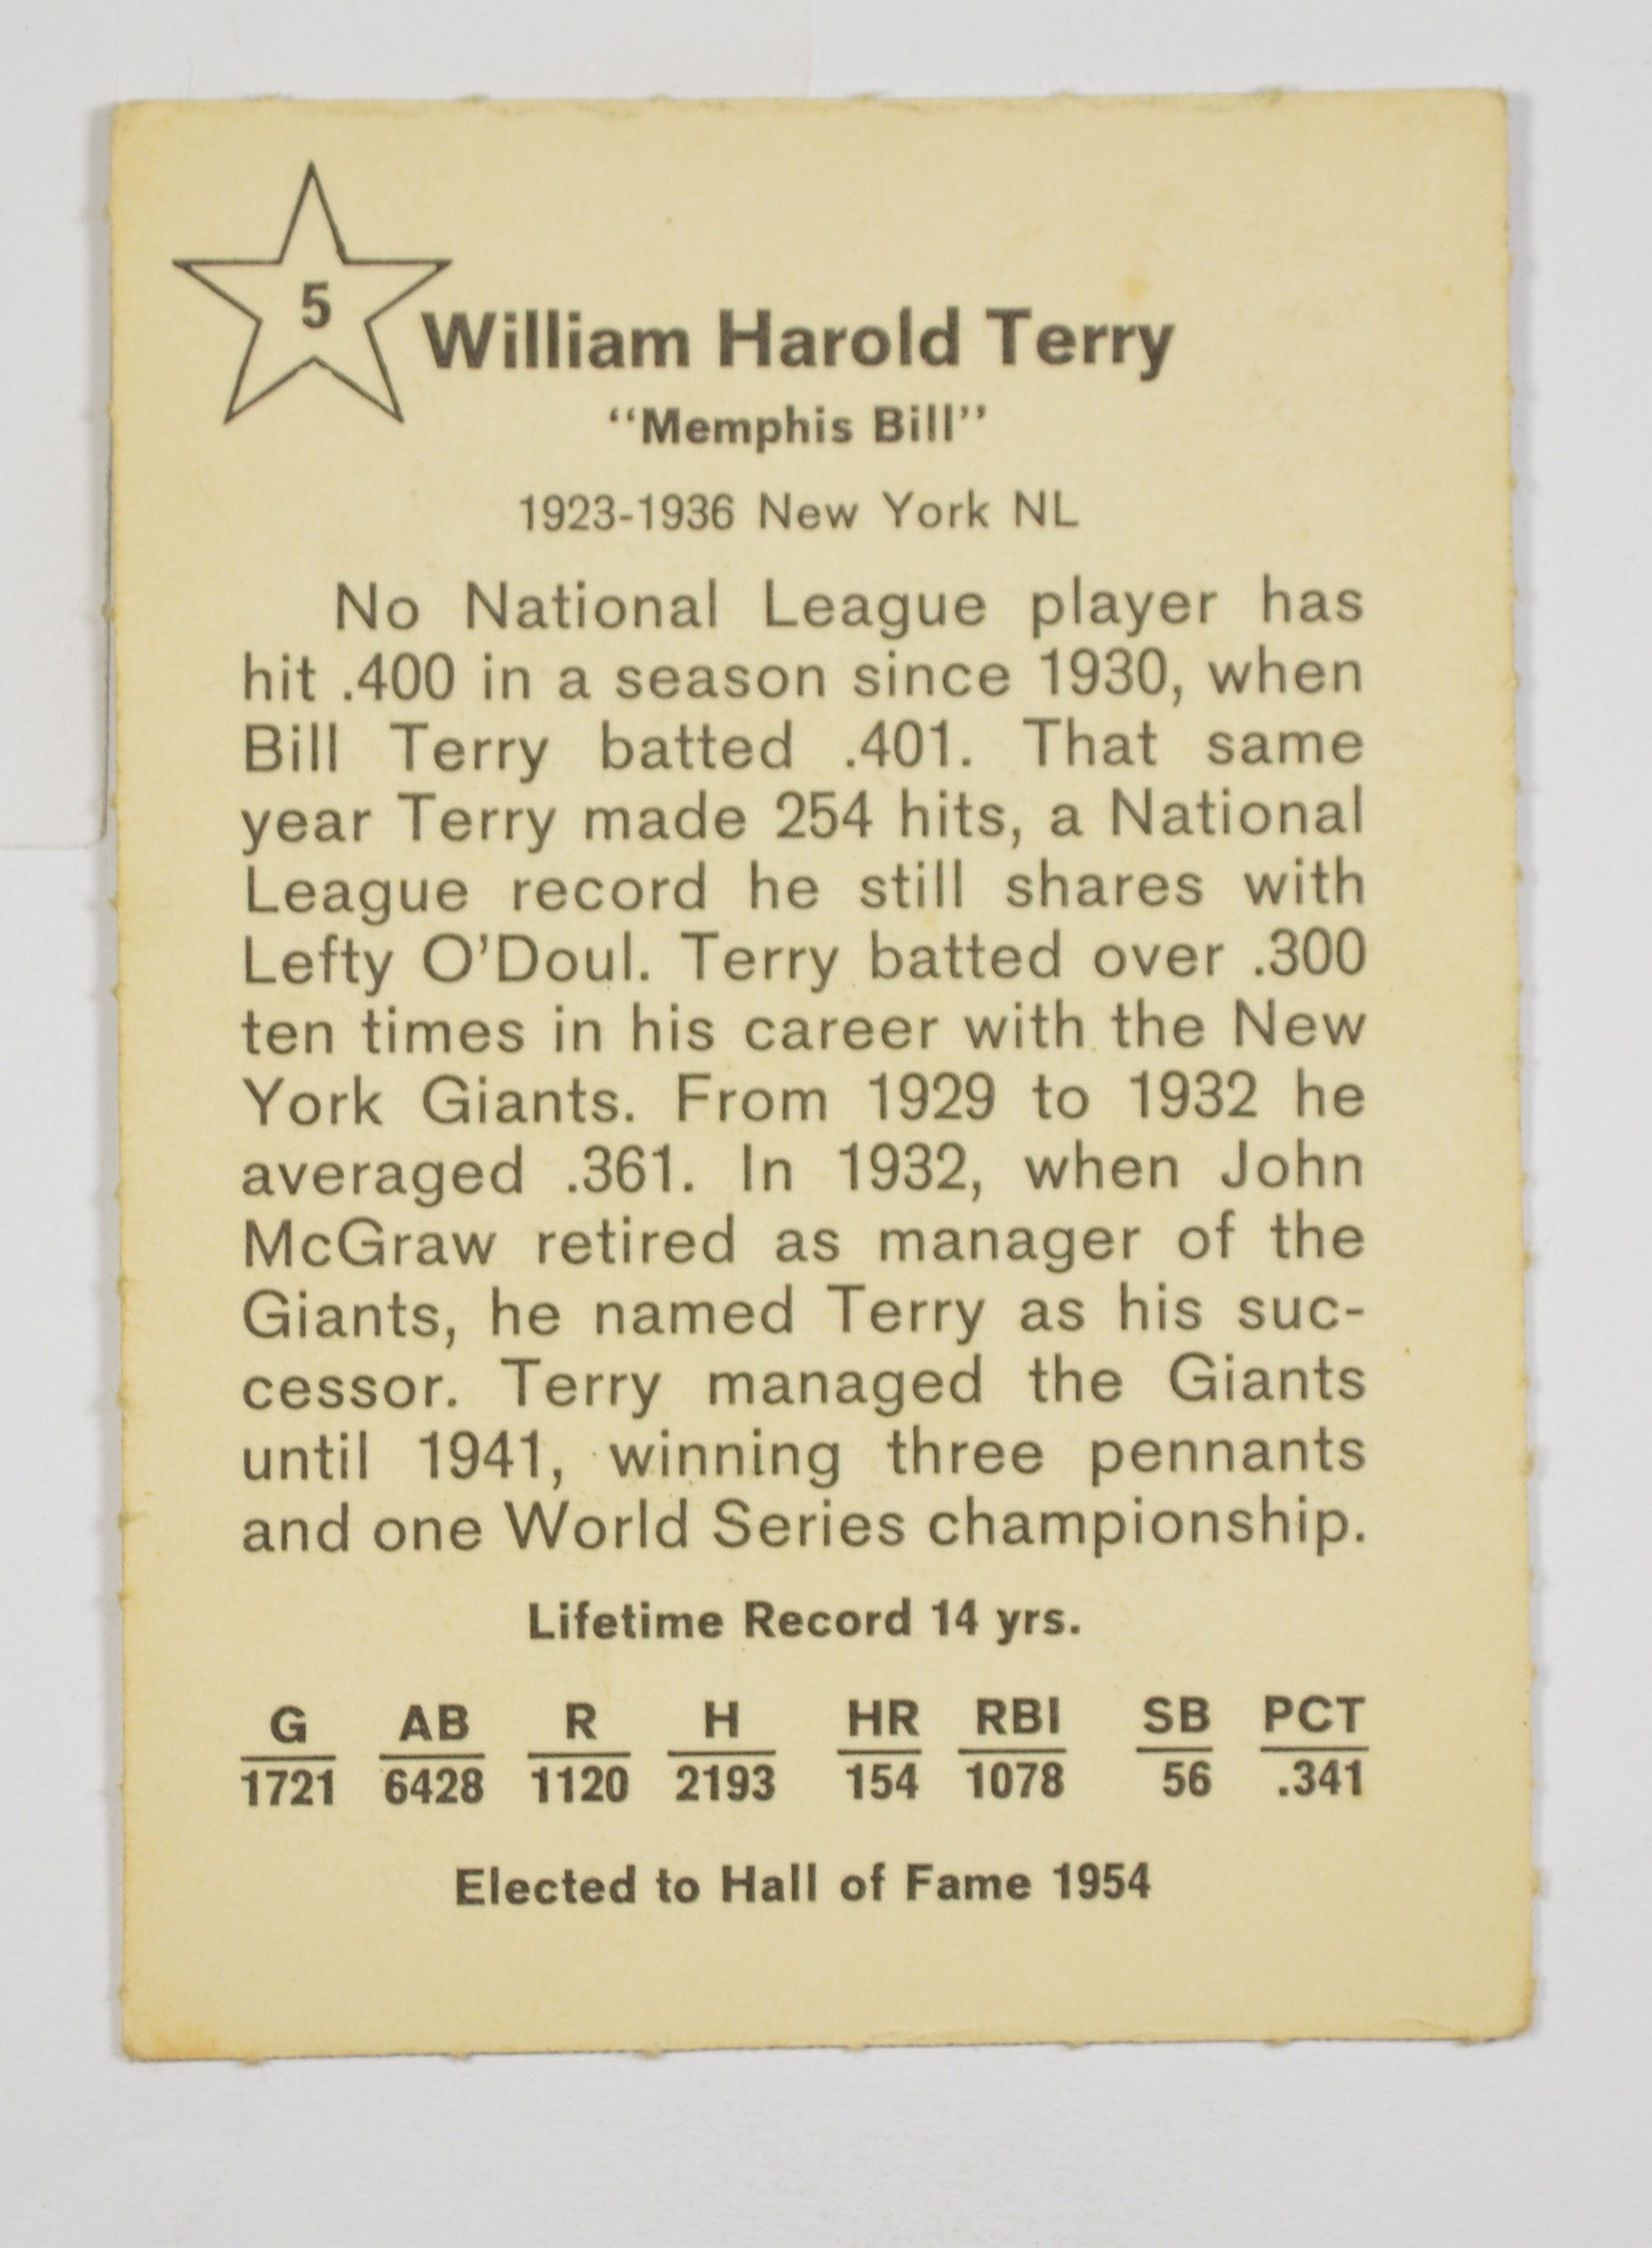 5
William Harold Terry
“Memphis Bill”
1923-1936 New York NL
No National League player has
hit .400 in a season since 1930, when
Bill Terry batted .401. That same
year Terry made 254 hits, a National
League record he still shares with
Lefty O’Doul. Terry batted over .300
ten times in his career with the New
York Giants. From 1929 to 1932 he
averaged .361. In 1932, when John
McGraw retired as manager of the
Giants, he named Terry as his suc-
cessor. Terry managed the Giants
until 1941, winning three pennants
and one World Series championship.
Lifetime Record 14 yrs.
G AB R H HR RBI SB PCT
1721 6428 1120 2193 154 1078 56 .341
Elected to Hall of Fame 1954